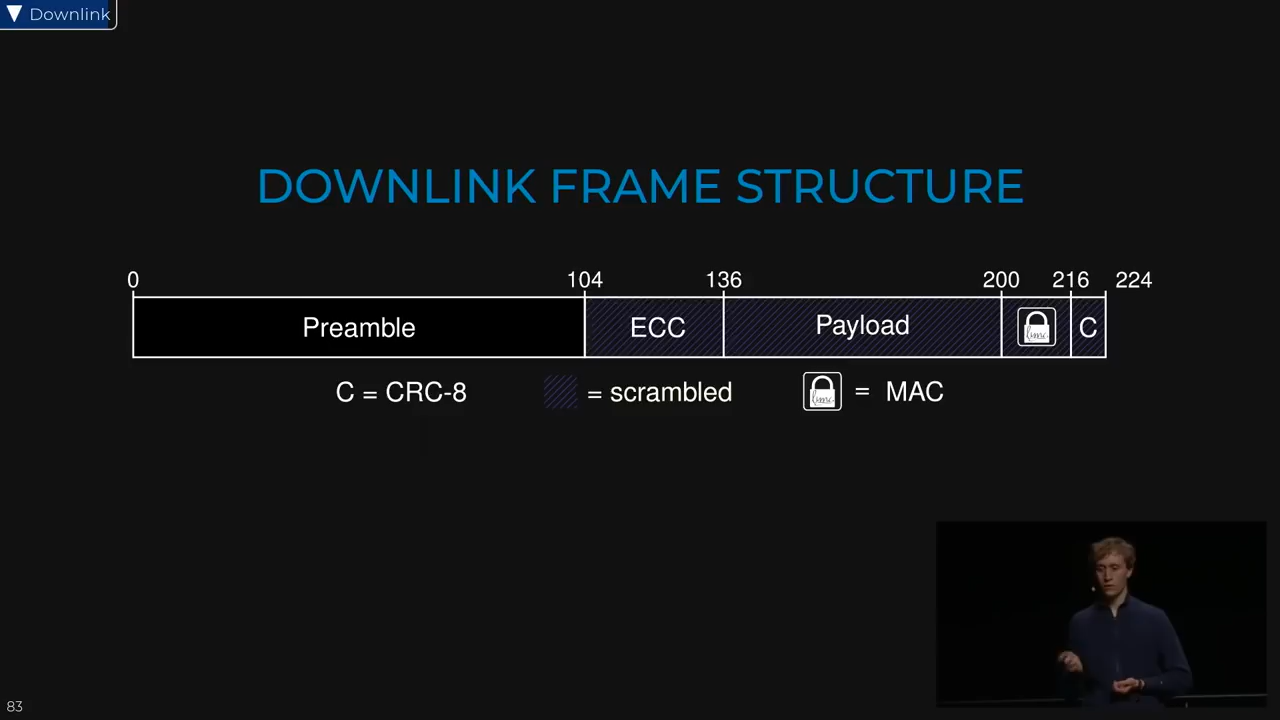 ▼ Downlink
DOWNLINK FRAME STRUCTURE
0 104 136 200 216 224
Preamble ECC Payload C
C = CRC-8 = scrambled = MAC
83